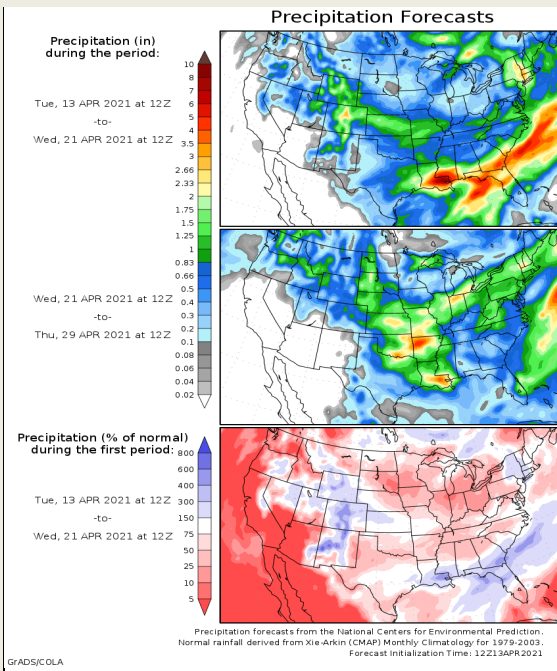 Precipitation Forecasts
Precipitation (in)
during the period:
Tue, 13 APR 2021 at 12Z
-to-
Wed, 21 APR 2021 at 12Z
Wed, 21 APR 2021 at 12Z
-to-
Thu, 29 APR 2021 at 12Z
10
8
7
6
5
4
3.5
3
2.66
2.33
2
1.75
1.5
1.25
1
0.83
0.66
0.5
0.4
0.3
0.2
0.1
0.08
0.06
0.04
0.02
Precipitation (% of normal)
during the first period:
Tue, 13 APR 2021 at 12Z
-to-
Wed, 21 APR 2021 at 12Z
800
600
400
300
150
75
50
25
10
5
Precipitation forecasts from the National Centers for Environmental Prediction.
Normal rainfall derived from Xie-Arkin (CMAP) Monthly Climatology for 1979-2003.
Forecast Initialization Time: 12Z13APR2021
GrADS/COLA